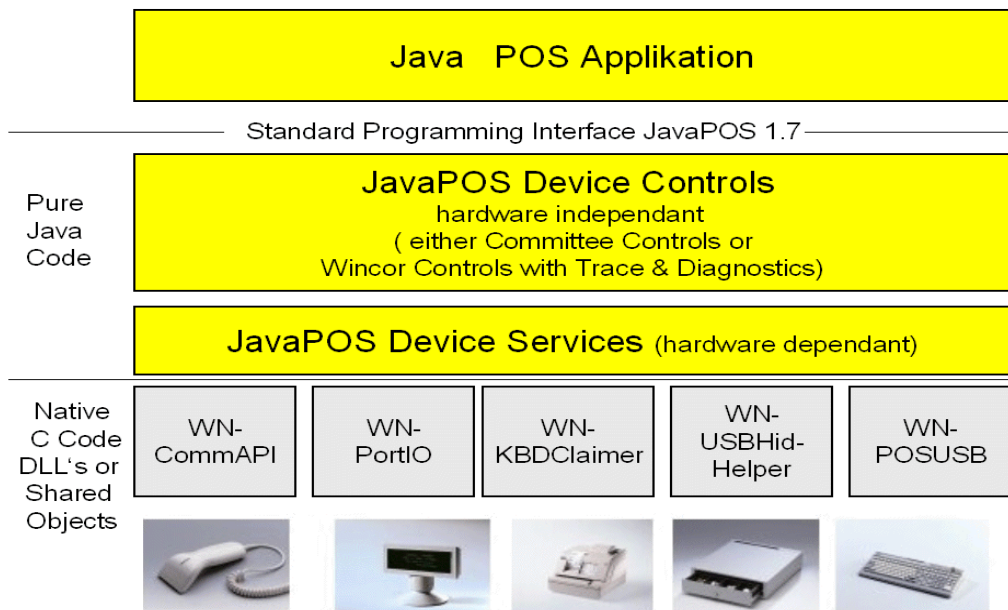 Java POS Applikation
Standard Programming Interface JavaPOS 1.7
Pure
Java
Code
JavaPOS Device Controls
hardware independant
( either Committee Controls or
Wincor Controls with Trace & Diagnostics)
JavaPOS Device Services (hardware dependant)
Native
C Code
DLL‘s or
Shared
Objects
WN-
CommAPI
WN-
PortIO
WN-
KBDClaimer
WN-
USBHid-
Helper
WN-
POSUSB